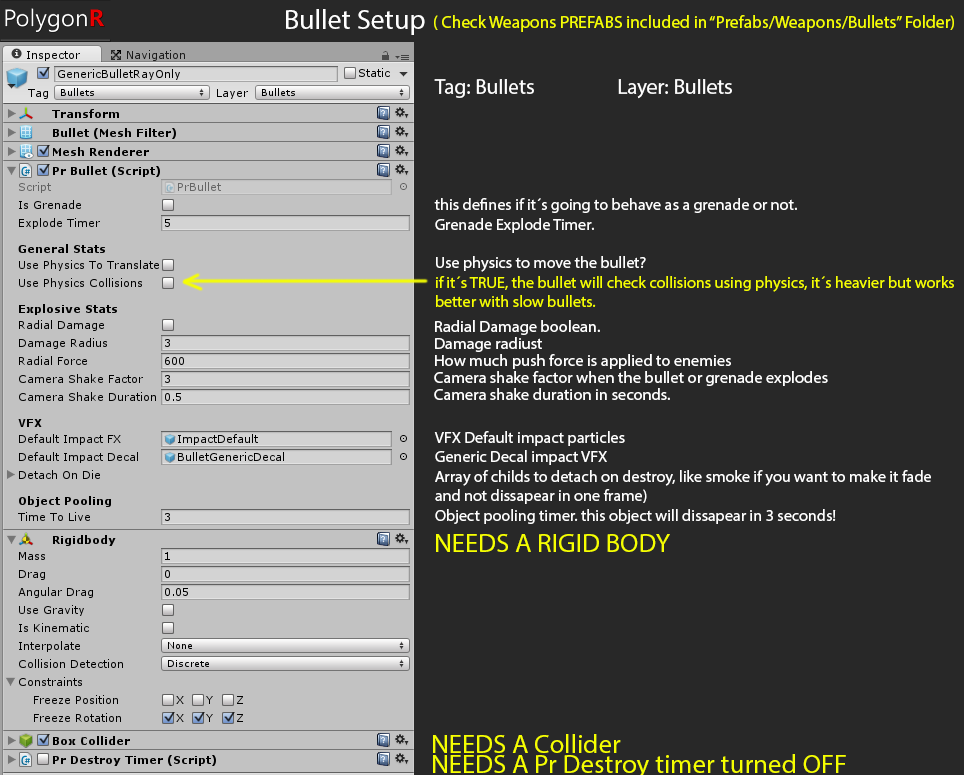 PolygonR
Bullet Setup ( Check Weapons PREFABS included in “Prefabs/Weapons/Bullets” Folder)
Inspector Navigation
GenericBulletRayOnly Static
Tag Bullets Layer Bullets
Tag: Bullets Layer: Bullets
Transform
Bullet (Mesh Filter)
Mesh Renderer
Pr Bullet (Script)
Script PrBullet
Is Grenade
this defines if it´s going to behave as a grenade or not.
Explode Timer 5
Grenade Explode Timer.
General Stats
Use Physics To Translate
Use physics to move the bullet?
Use Physics Collisions
if it´s TRUE, the bullet will check collisions using physics, it´s heavier but works
better with slow bullets.
Explosive Stats
Radial Damage
Radial Damage boolean.
Damage Radius 3
Damage radiust
Radial Force 600
How much push force is applied to enemies
Camera Shake Factor 3
Camera shake factor when the bullet or grenade explodes
Camera Shake Duration 0.5
Camera shake duration in seconds.
VFX
Default Impact FX ImpactDefault
VFX Default impact particles
Default Impact Decal BulletGenericDecal
Generic Decal impact VFX
Detach On Die
Array of childs to detach on destroy, like smoke if you want to make it fade
and not dissapear in one frame)
Object Pooling
Time To Live 3
Object pooling timer. this object will dissapear in 3 seconds!
Rigidbody
NEEDS A RIGID BODY
Mass 1
Drag 0
Angular Drag 0.05
Use Gravity
Is Kinematic
Interpolate None
Collision Detection Discrete
Constraints
Freeze Position X Y Z
Freeze Rotation X Y Z
Box Collider
NEEDS A Collider
Pr Destroy Timer (Script)
NEEDS A Pr Destroy timer turned OFF